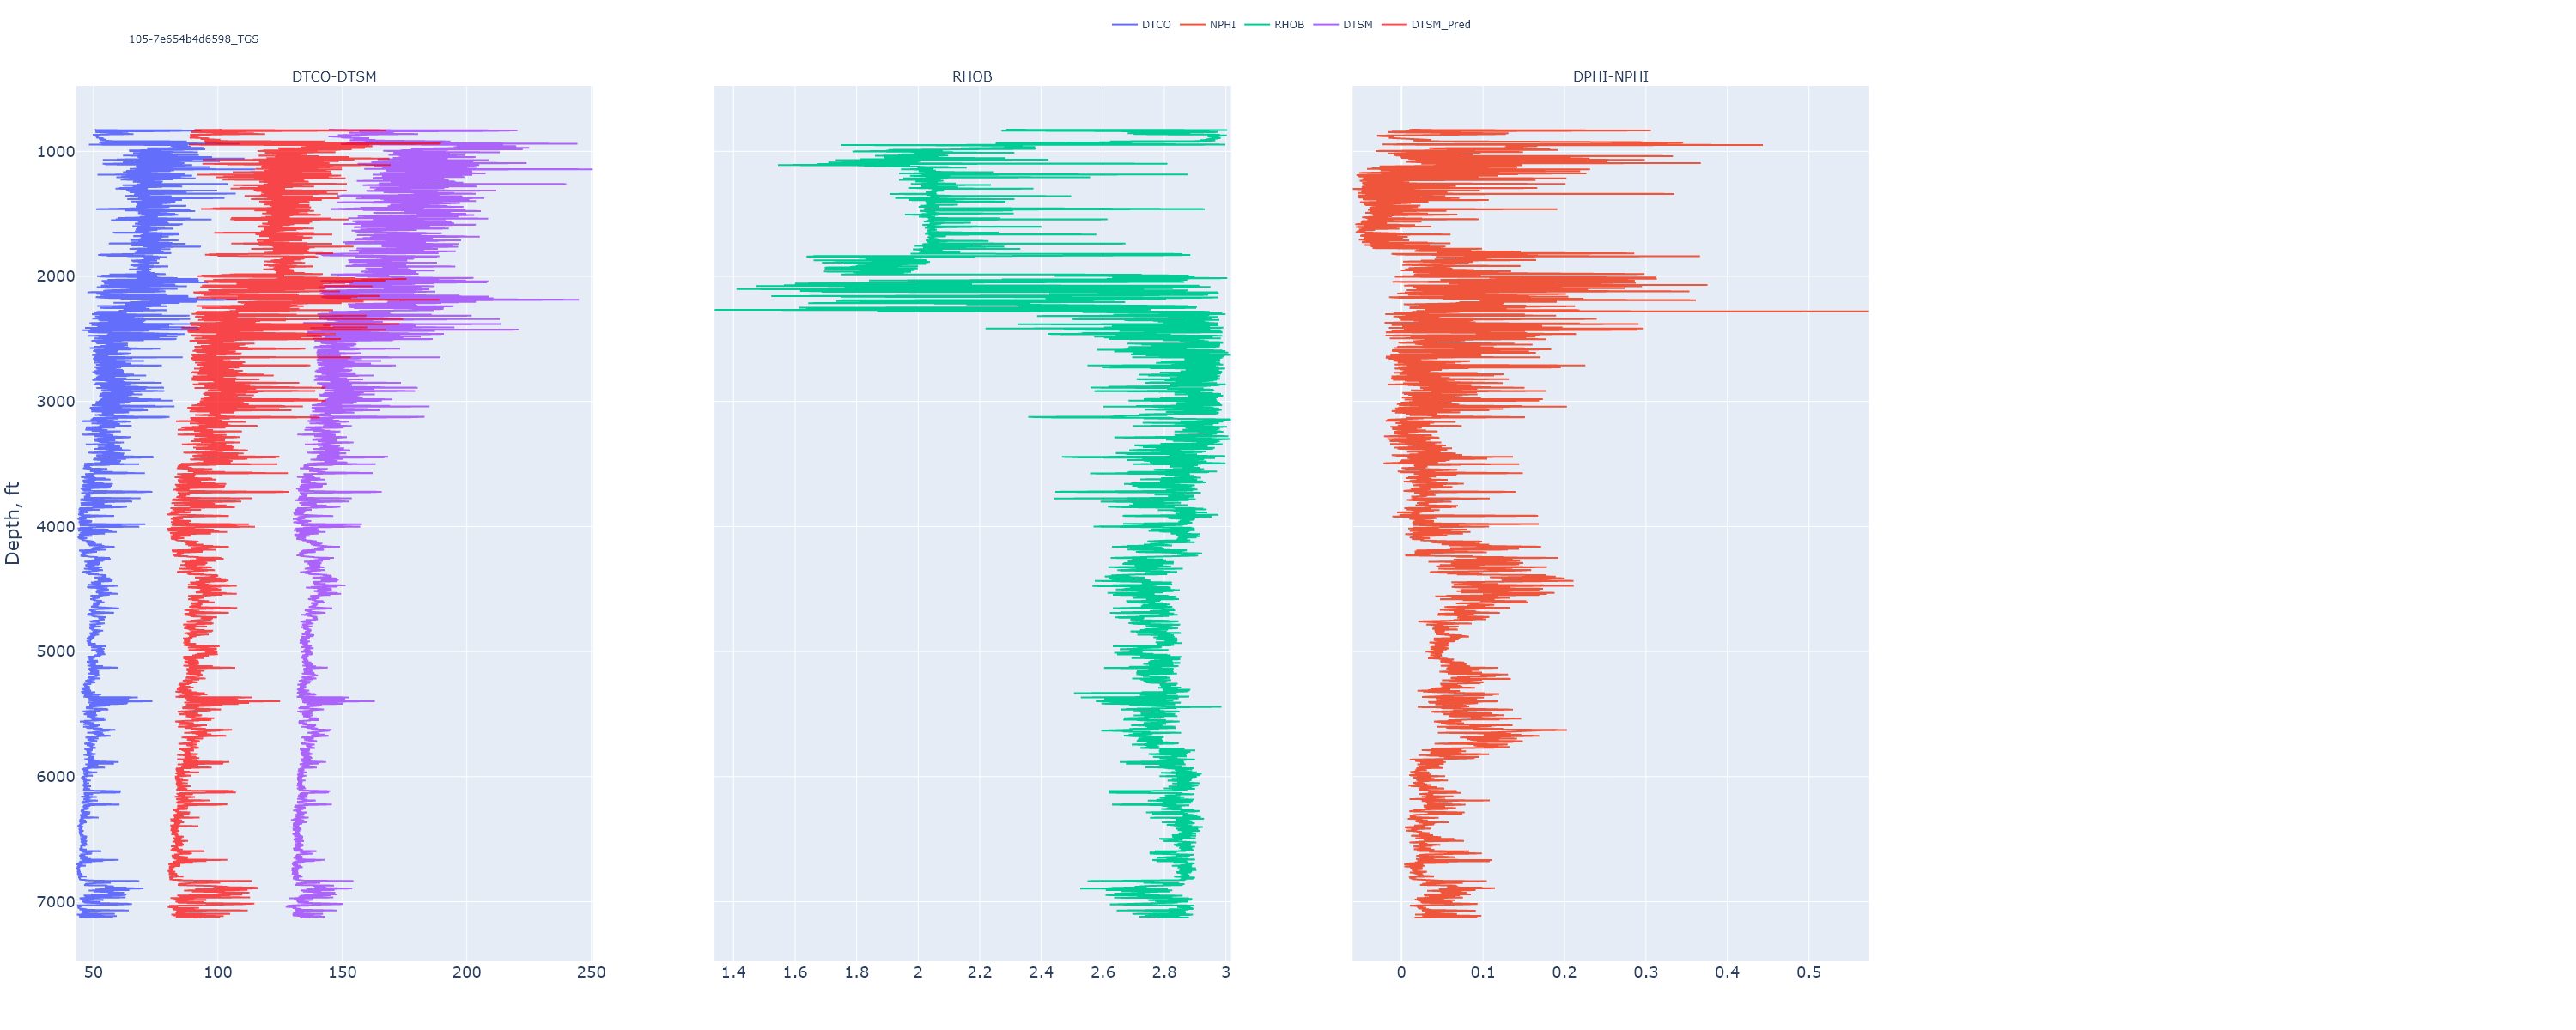 DTCO NPHI RHOB DTSM DTSM_Pred
105-7e654b4d6598_TGS
DTCO-DTSM RHOB DPHI-NPHI
Depth, ft
1000
2000
3000
4000
5000
6000
7000
50 100 150 200 250
1.4 1.6 1.8 2 2.2 2.4 2.6 2.8 3
0 0.1 0.2 0.3 0.4 0.5